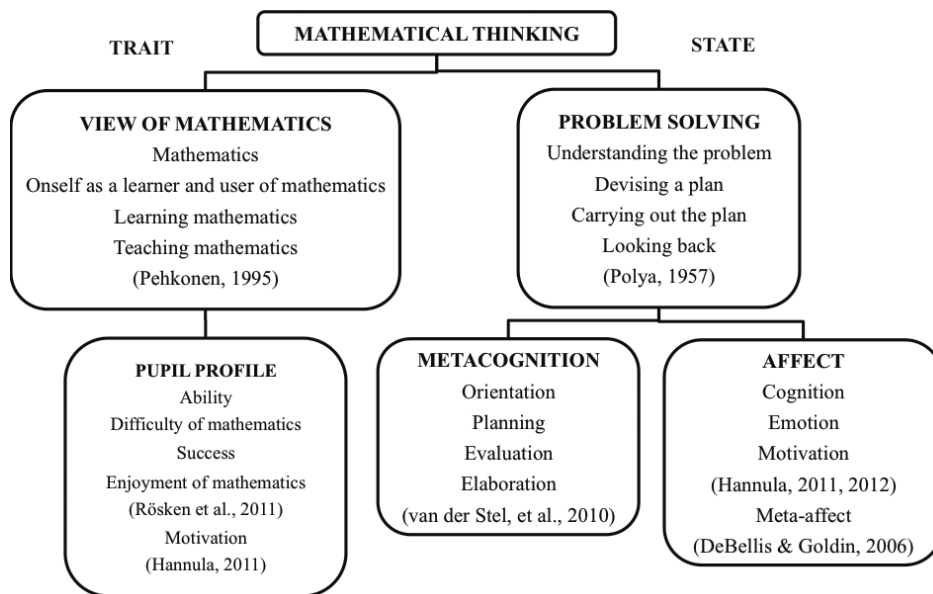 MATHEMATICAL THINKING
TRAIT
STATE
VIEW OF MATHEMATICS
Mathematics
Onself as a learner and user of mathematics
Learning mathematics
Teaching mathematics
(Pehkonen, 1995)
PROBLEM SOLVING
Understanding the problem
Devising a plan
Carrying out the plan
Looking back
(Polya, 1957)
PUPIL PROFILE
Ability
Difficulty of mathematics
Success
Enjoyment of mathematics
(Rösken et al., 2011)
Motivation
(Hannula, 2011)
METACOGNITION
Orientation
Planning
Evaluation
Elaboration
(van der Stel, et al., 2010)
AFFECT
Cognition
Emotion
Motivation
(Hannula, 2011, 2012)
Meta-affect
(DeBellis & Goldin, 2006)